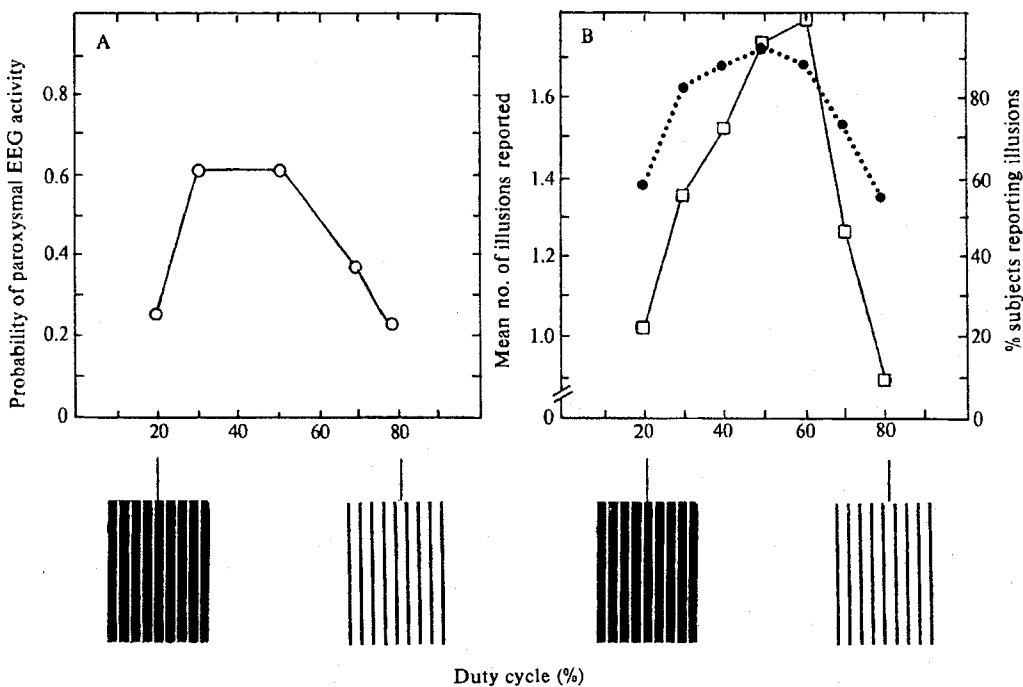 A
Probability of paroxysmal EEG activity
0.8
0.6
0.4
0.2
0
20 40 60 80
B
Mean no. of illusions reported
1.6
1.4
1.2
1.0
0
% subjects reporting illusions
80
60
40
20
0
20 40 60 80
Duty cycle (%)